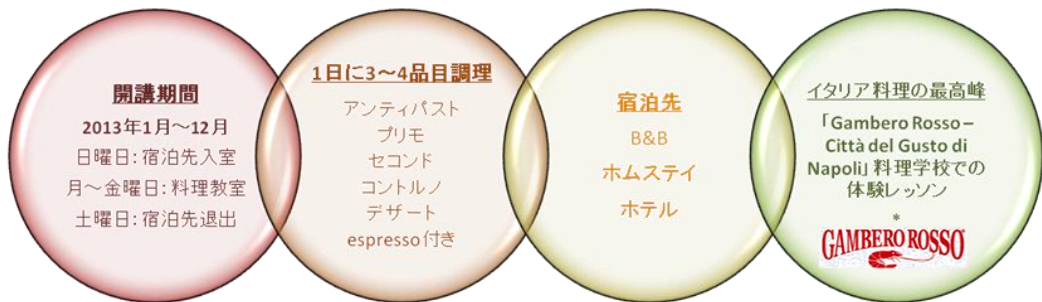 開講期間
2013年1月～12月
日曜日：宿泊先入室
月～金曜日：料理教室
土曜日：宿泊先退出
1日に3～4品目調理
アンティパスト
プリモ
セコンド
コントルノ
デザート
espresso付き
宿泊先
B&B
ホムステイ
ホテル
イタリア料理の最高峰
「Gambero Rosso –
Città del Gusto di
Napoli」料理学校での
体験レッスン
*
GAMBERO ROSSO